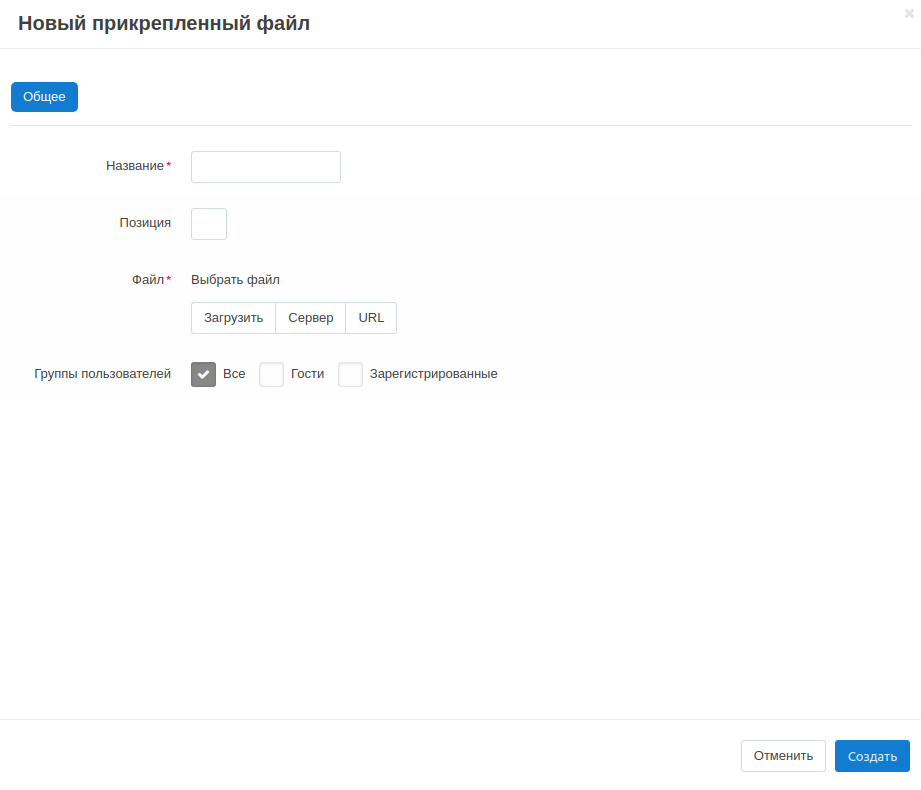 Новый прикрепленный файл
Общее
Название*
Позиция
Файл* Выбрать файл
Загрузить Сервер URL
Группы пользователей Все Гости Зарегистрированные
Отменить Создать